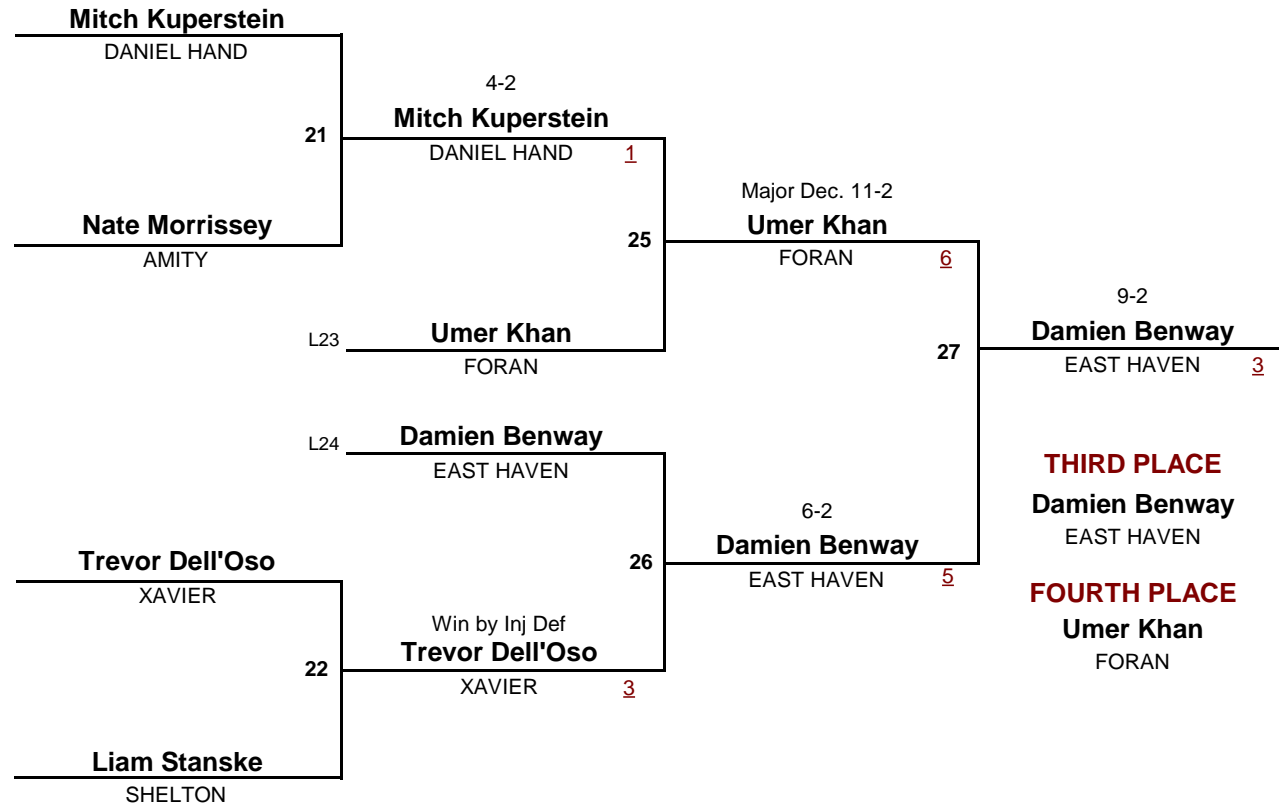 Mitch Kuperstein
DANIEL HAND
4-2
21
Mitch Kuperstein
DANIEL HAND 1
Nate Morrissey
AMITY
Major Dec. 11-2
25
Umer Khan
FORAN 6
L23
Umer Khan
FORAN
9-2
27
Damien Benway
EAST HAVEN 3
L24
Damien Benway
EAST HAVEN
6-2
26
Damien Benway
EAST HAVEN 5
Trevor Dell'Oso
XAVIER
Win by Inj Def
22
Trevor Dell'Oso
XAVIER 3
Liam Stanske
SHELTON
THIRD PLACE
Damien Benway
EAST HAVEN
FOURTH PLACE
Umer Khan
FORAN